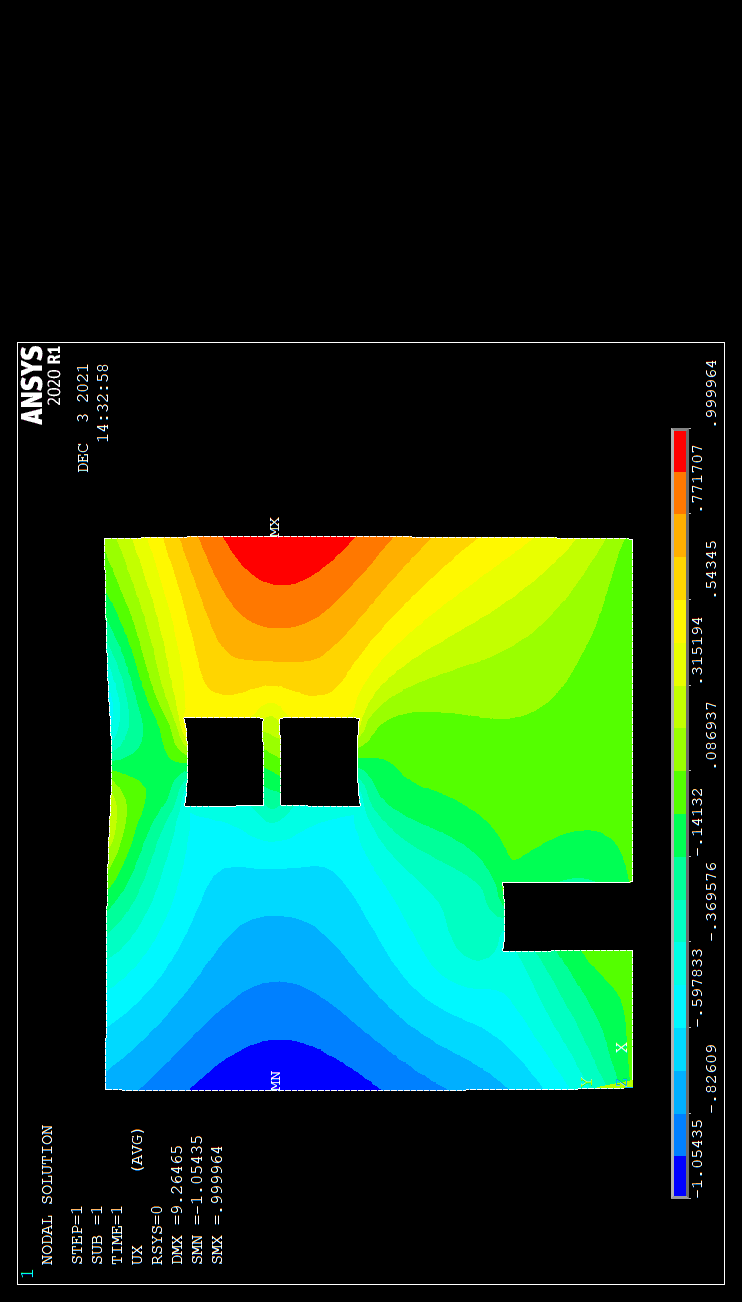 1
NODAL SOLUTION
STEP=1
SUB =1
TIME=1
UX (AVG)
RSYS=0
DMX =9.26465
SMN =-1.05435
SMX =.999964
ANSYS
2020 R1
DEC 3 2021
14:32:58
MN
MX
Y
Z X
-1.05435
-.82609
-.597833
-.369576
-.14132
.086937
.315194
.54345
.771707
.999964